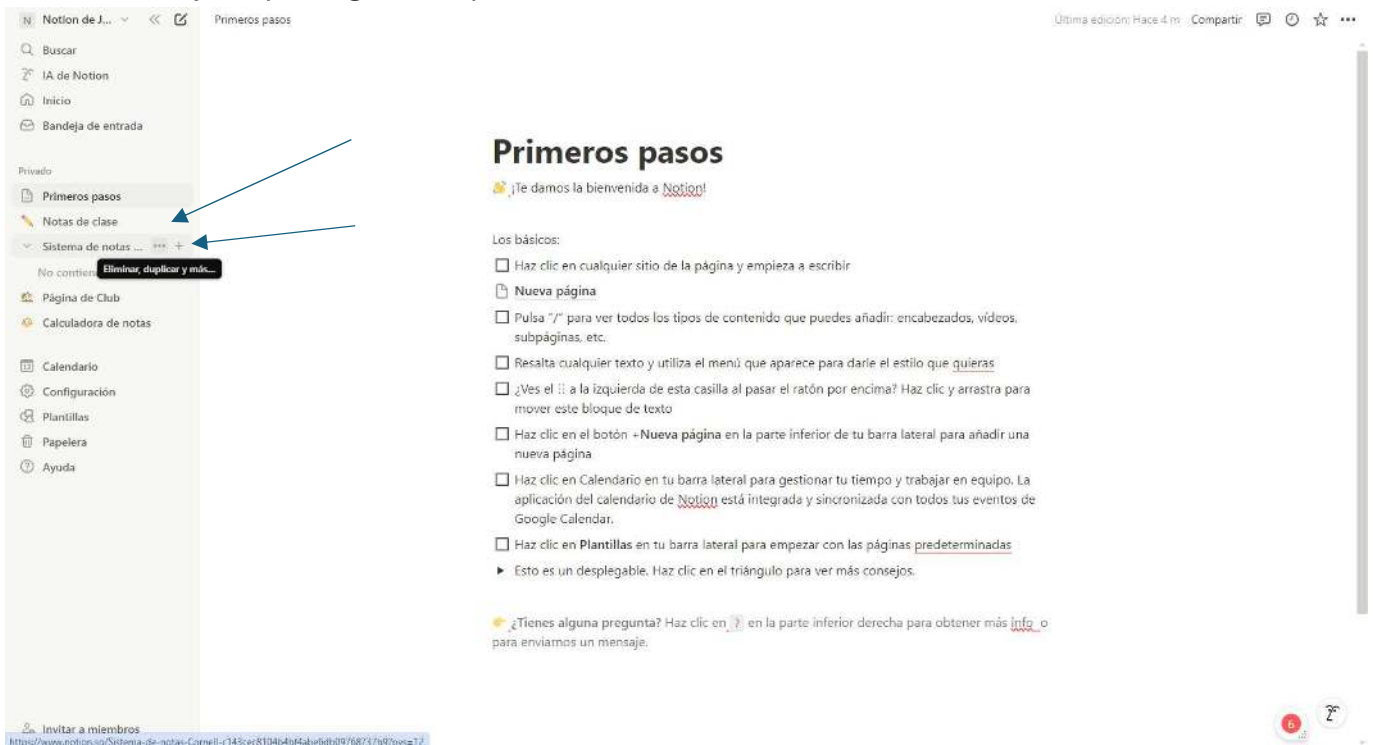 Notion de J...
Primeros pasos
Última edición: Hace 4 m
Compartir
Buscar
IA de Notion
Inicio
Bandeja de entrada
Privado
Primeros pasos
Notas de clase
Sistema de notas ...
No contien
Eliminar, duplicar y más...
Página de Club
Calculadora de notas
Calendario
Configuración
Plantillas
Papelera
Ayuda
Invitar a miembros
Primeros pasos
¡Te damos la bienvenida a Notion!
Los básicos:
Haz clic en cualquier sitio de la página y empieza a escribir
Nueva página
Pulsa "/" para ver todos los tipos de contenido que puedes añadir: encabezados, vídeos,
subpáginas, etc.
Resalta cualquier texto y utiliza el menú que aparece para darle el estilo que quieras
¿Ves el ⠿ a la izquierda de esta casilla al pasar el ratón por encima? Haz clic y arrastra para
mover este bloque de texto
Haz clic en el botón +Nueva página en la parte inferior de tu barra lateral para añadir una
nueva página
Haz clic en Calendario en tu barra lateral para gestionar tu tiempo y trabajar en equipo. La
aplicación del calendario de Notion está integrada y sincronizada con todos tus eventos de
Google Calendar.
Haz clic en Plantillas en tu barra lateral para empezar con las páginas predeterminadas
Esto es un desplegable. Haz clic en el triángulo para ver más consejos.
¿Tienes alguna pregunta? Haz clic en ? en la parte inferior derecha para obtener más info o
para enviarnos un mensaje.
6